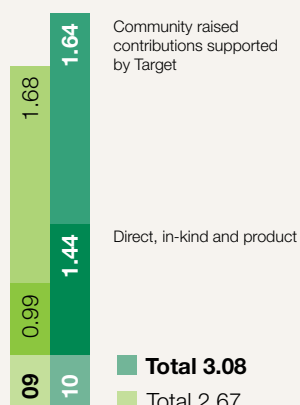 1.64
Community raised
contributions supported
by Target
1.68
1.44
Direct, in-kind and product
0.99
09
10
Total 3.08
Total 2.67